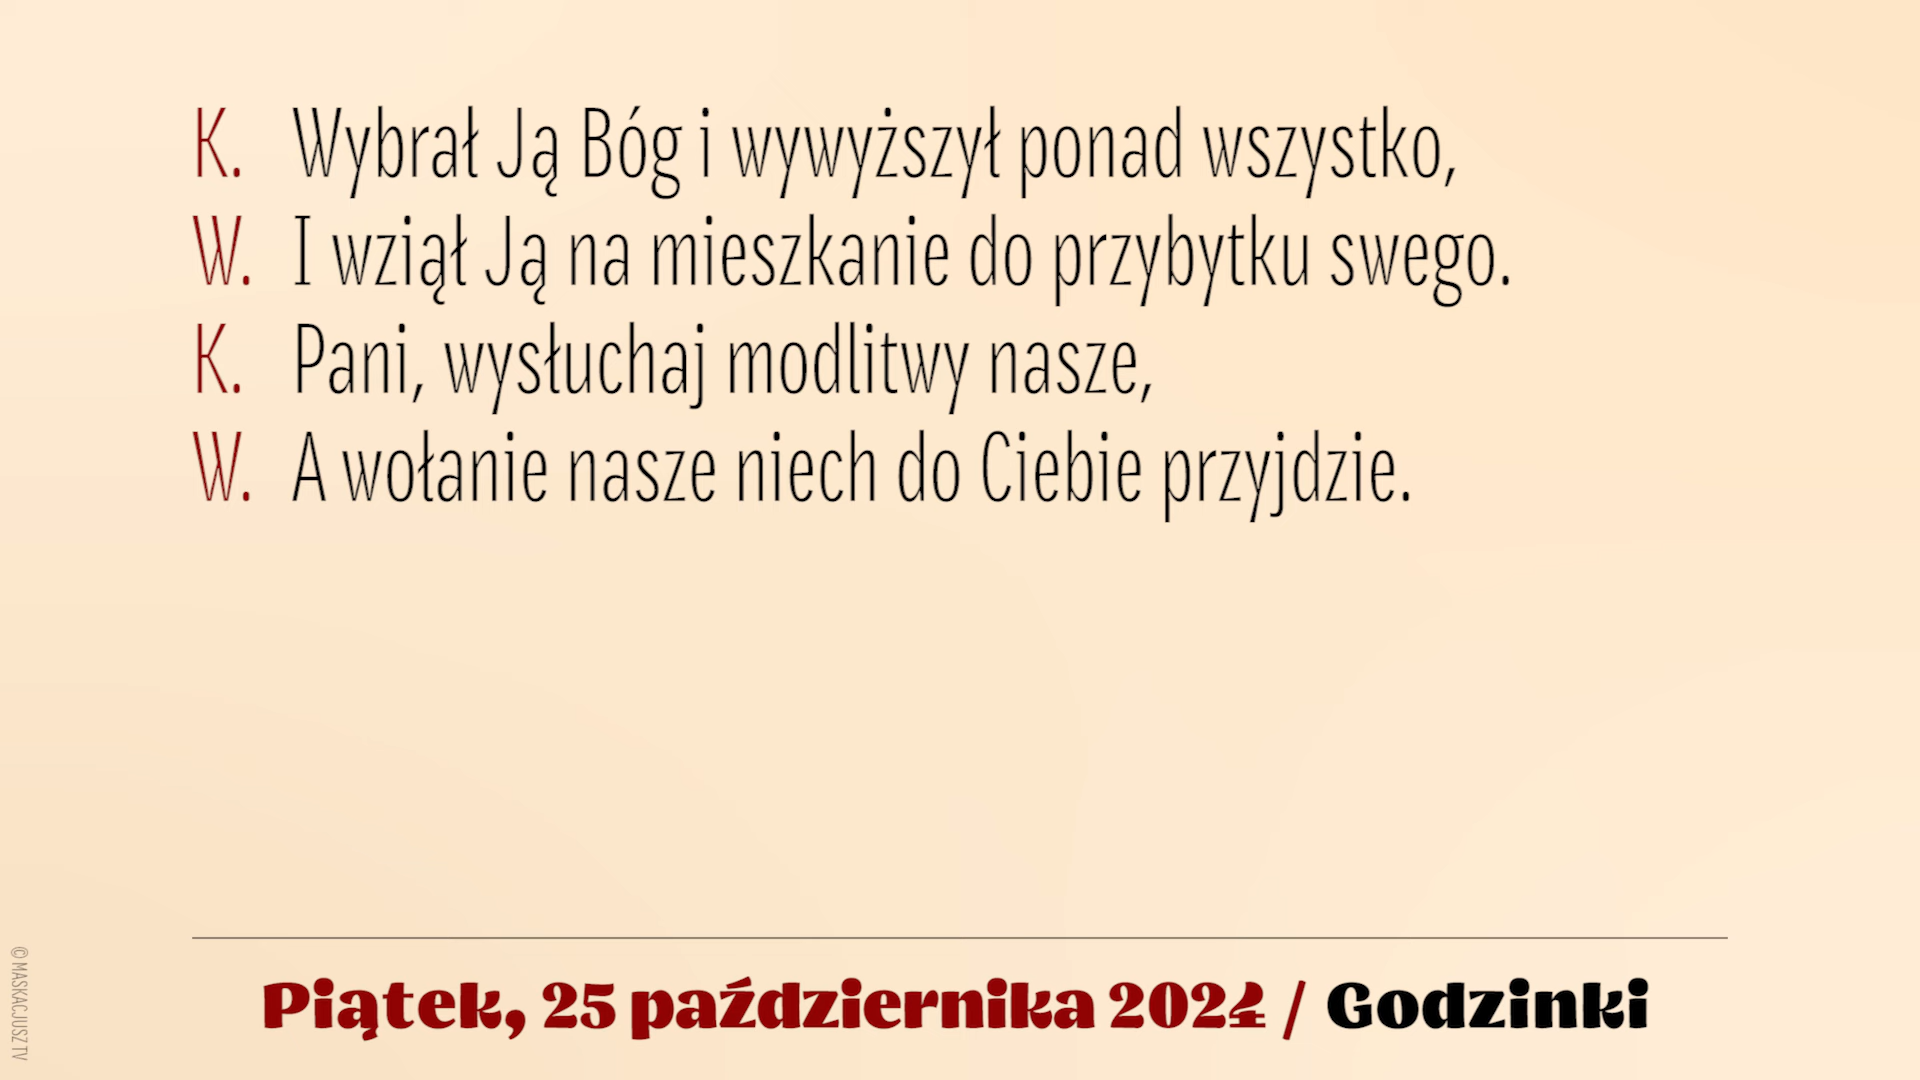 K. Wybrał Ją Bóg i wywyższył ponad wszystko,
W. I wziął Ją na mieszkanie do przybytku swego.
K. Pani, wysłuchaj modlitwy nasze,
W. A wołanie nasze niech do Ciebie przyjdzie.
© MASKACJUSZ TV
Piątek, 25 października 2024 / Godzinki